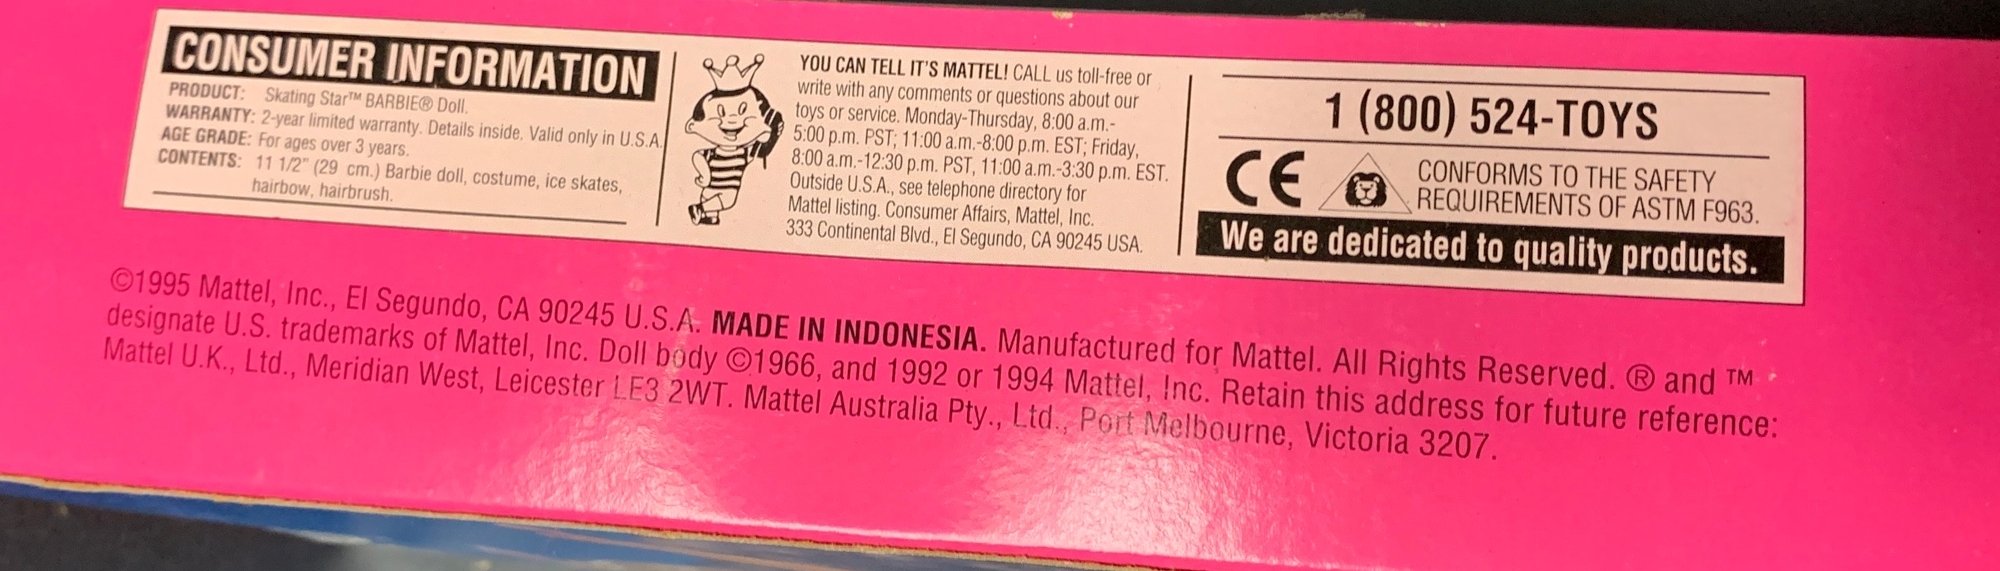 CONSUMER INFORMATION
PRODUCT: Skating Star™ BARBIE® Doll.
WARRANTY: 2-year limited warranty. Details inside. Valid only in U.S.A.
AGE GRADE: For ages over 3 years.
CONTENTS: 11 1/2" (29 cm.) Barbie doll, costume, ice skates,
hairbow, hairbrush.
YOU CAN TELL IT'S MATTEL! CALL us toll-free or
write with any comments or questions about our
toys or service. Monday-Thursday, 8:00 a.m.-
5:00 p.m. PST; 11:00 a.m.-8:00 p.m. EST; Friday,
8:00 a.m.-12:30 p.m. PST, 11:00 a.m.-3:30 p.m. EST.
Outside U.S.A., see telephone directory for
Mattel listing. Consumer Affairs, Mattel, Inc.
333 Continental Blvd., El Segundo, CA 90245 USA.
1 (800) 524-TOYS
CE
CONFORMS TO THE SAFETY
REQUIREMENTS OF ASTM F963.
We are dedicated to quality products.
©1995 Mattel, Inc., El Segundo, CA 90245 U.S.A. MADE IN INDONESIA. Manufactured for Mattel. All Rights Reserved. ® and ™
designate U.S. trademarks of Mattel, Inc. Doll body ©1966, and 1992 or 1994 Mattel, Inc. Retain this address for future reference:
Mattel U.K., Ltd., Meridian West, Leicester LE3 2WT. Mattel Australia Pty., Ltd., Port Melbourne, Victoria 3207.